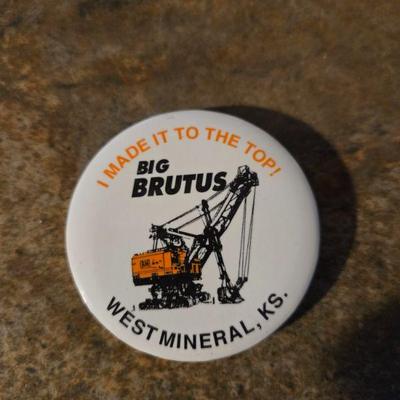 I MADE IT TO THE TOP!
BIG
BRUTUS
WEST MINERAL, KS.